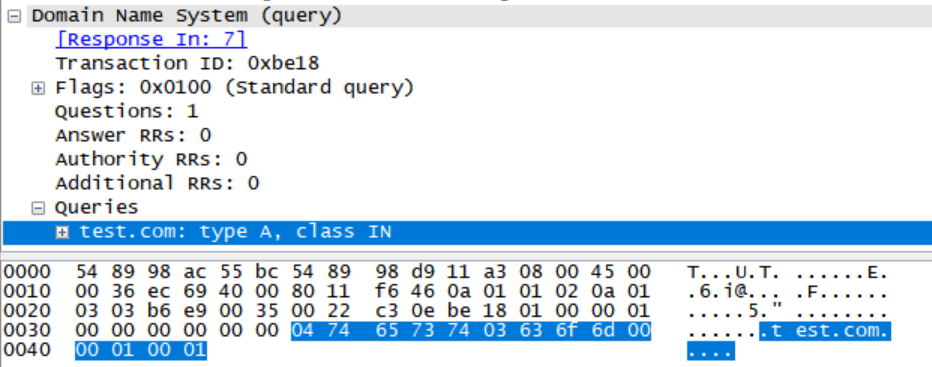 Domain Name System (query)
[Response In: 7]
Transaction ID: 0xbe18
Flags: 0x0100 (Standard query)
Questions: 1
Answer RRs: 0
Authority RRs: 0
Additional RRs: 0
Queries
test.com: type A, class IN
0000 54 89 98 ac 55 bc 54 89 98 d9 11 a3 08 00 45 00 T...U.T. ......E.
0010 00 36 ec 69 40 00 80 11 f6 46 0a 01 01 02 0a 01 .6.i@... .F......
0020 03 03 b6 e9 00 35 00 22 c3 0e be 18 01 00 00 01 .....5." ........
0030 00 00 00 00 00 00 04 74 65 73 74 03 63 6f 6d 00 .......t est.com.
0040 00 01 00 01 ....